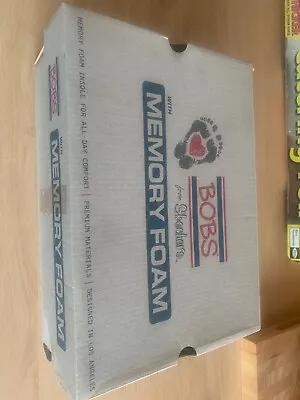 BOBS
from Skechers
WITH
MEMORY FOAM
MEMORY FOAM INSOLE FOR ALL-DAY COMFORT | PREMIUM MATERIALS | DESIGNED IN LOS ANGELES
BOBS
WITH
MEMORY FOAM